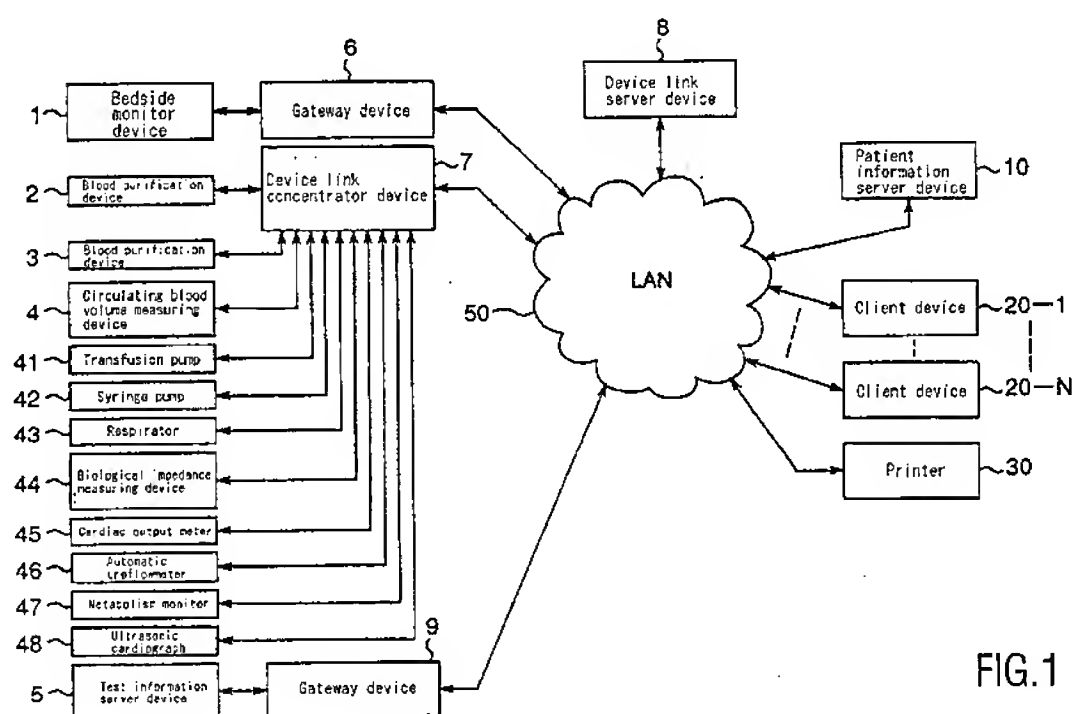 8
Device link
server device
6
Gateway device
1
Bedside
monitor
device
7
Device link
concentrator device
2
Blood purification
device
3
Blood purification
device
4
Circulating blood
volume measuring
device
41
Transfusion pump
42
Syringe pump
43
Respirator
44
Biological impedance
measuring device
45
Cardiac output meter
46
Automatic
47
monitor
48
Ultrasonic
cardiograph
5
Test information
server device
9
Gateway device
50
LAN
Patient
information
server device
10
Client device
20-1
Client device
20-N
Printer
30
FIG.1